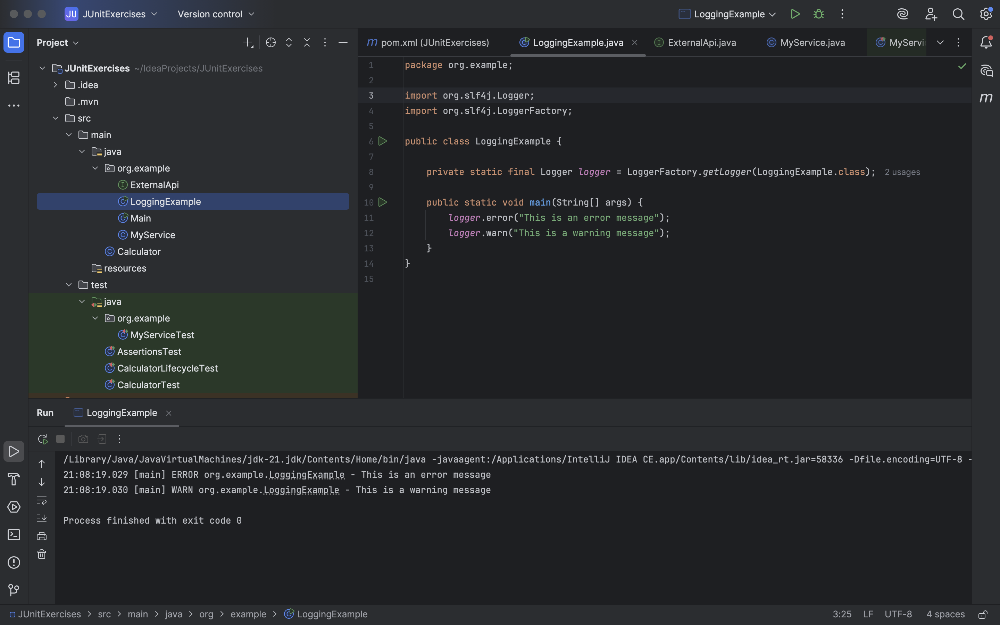 JU JUnitExercises Version control LoggingExample
Project
JUnitExercises ~/IdeaProjects/JUnitExercises
.idea
.mvn
src
main
java
org.example
ExternalApi
LoggingExample
Main
MyService
Calculator
resources
test
java
org.example
MyServiceTest
AssertionsTest
CalculatorLifecycleTest
CalculatorTest
m pom.xml (JUnitExercises) LoggingExample.java ExternalApi.java MyService.java MyServi
1 package org.example;
2
3 import org.slf4j.Logger;
4 import org.slf4j.LoggerFactory;
5
6 public class LoggingExample {
7
8 private static final Logger logger = LoggerFactory.getLogger(LoggingExample.class); 2 usages
9
10 public static void main(String[] args) {
11 logger.error("This is an error message");
12 logger.warn("This is a warning message");
13 }
14 }
15
m
Run LoggingExample
/Library/Java/JavaVirtualMachines/jdk-21.jdk/Contents/Home/bin/java -javaagent:/Applications/IntelliJ IDEA CE.app/Contents/lib/idea_rt.jar=58336 -Dfile.encoding=UTF-8 -
21:08:19.029 [main] ERROR org.example.LoggingExample - This is an error message
21:08:19.030 [main] WARN org.example.LoggingExample - This is a warning message
Process finished with exit code 0
JUnitExercises > src > main > java > org > example > LoggingExample 3:25 LF UTF-8 4 spaces